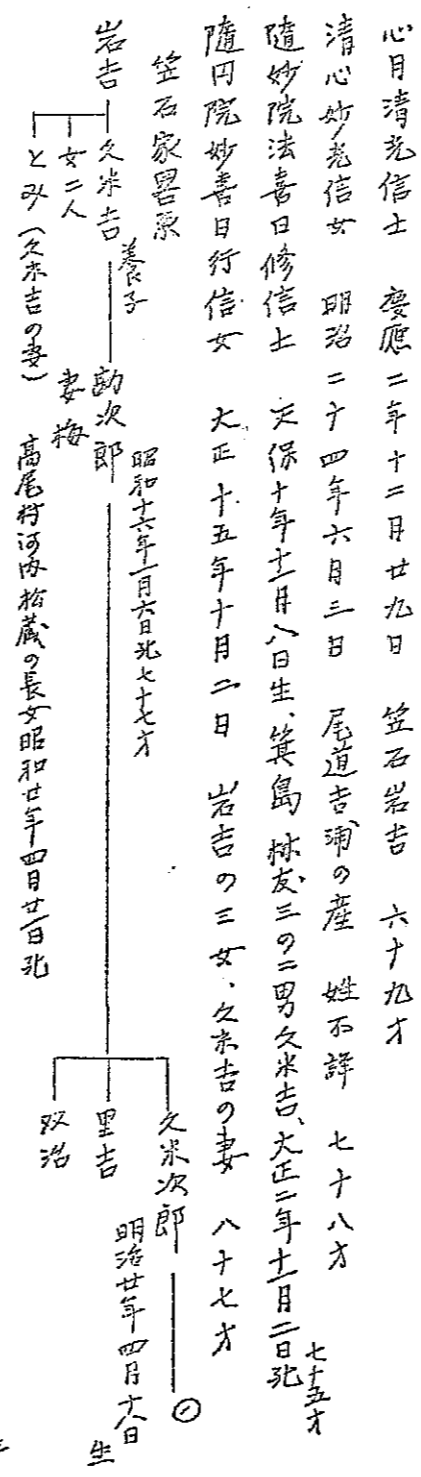 心月清光信士　慶應二年十二月廿九日　笠石岩吉　六十九才
清心妙光信女　明治二十四年六月三日　尾道吉浦の産　姓不詳　七十八才
隨妙院法喜日修信士　天保十年十一月八日生、箕島　林友三の二男久米吉、大正二年十一月二日死　七十五才
隨円院妙喜日行信女　大正十五年十月二日　岩吉の三女、久米吉の妻　八十七才
笠石家畧系
岩吉
久米吉　養子
女二人
とみ（久米吉の妻）
勘次郎　昭和十六年一月六日死七十七才
妻梅　高尾村河内松蔵の長女昭和廿年四月廿一日死
久米次郎　明治廿年四月十八日生
里吉
双治